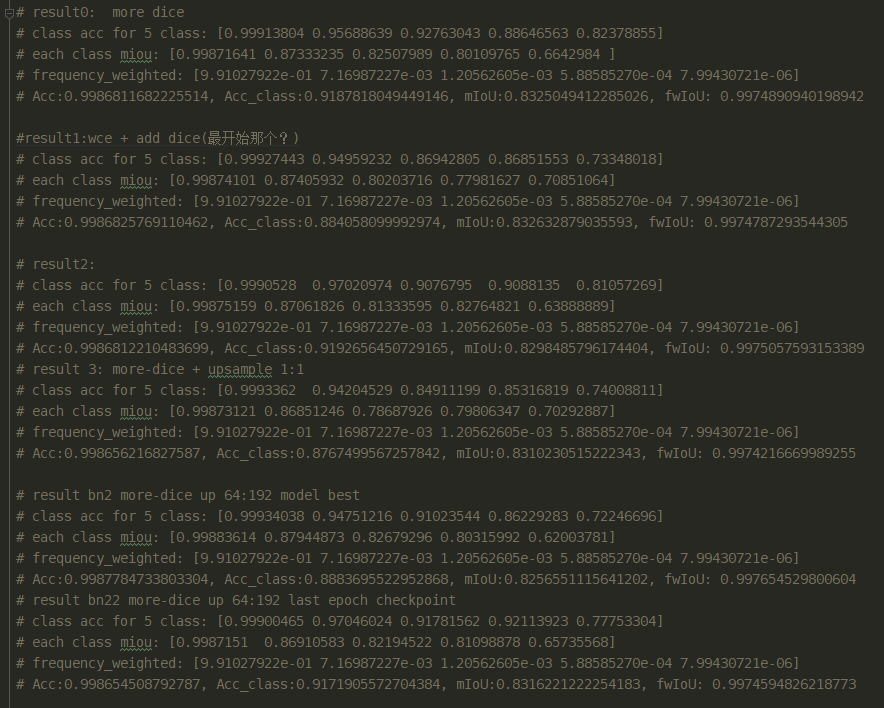 # result0:  more dice
# class acc for 5 class: [0.99913804 0.95688639 0.92763043 0.88646563 0.82378855]
# each class miou: [0.99871641 0.87333235 0.82507989 0.80109765 0.6642984 ]
# frequency_weighted: [9.91027922e-01 7.16987227e-03 1.20562605e-03 5.88585270e-04 7.99430721e-06]
# Acc:0.9986811682225514, Acc_class:0.9187818049449146, mIoU:0.8325049412285026, fwIoU: 0.9974890940198942
#result1:wce + add dice(最开始那个？)
# class acc for 5 class: [0.99927443 0.94959232 0.86942805 0.86851553 0.73348018]
# each class miou: [0.99874101 0.87405932 0.80203716 0.77981627 0.70851064]
# frequency_weighted: [9.91027922e-01 7.16987227e-03 1.20562605e-03 5.88585270e-04 7.99430721e-06]
# Acc:0.9986825769110462, Acc_class:0.884058099992974, mIoU:0.832632879035593, fwIoU: 0.9974787293544305
# result2:
# class acc for 5 class: [0.9990528  0.97020974 0.9076795  0.9088135  0.81057269]
# each class miou: [0.99875159 0.87061826 0.81333595 0.82764821 0.63888889]
# frequency_weighted: [9.91027922e-01 7.16987227e-03 1.20562605e-03 5.88585270e-04 7.99430721e-06]
# Acc:0.9986812210483699, Acc_class:0.9192656450729165, mIoU:0.8298485796174404, fwIoU: 0.9975057593153389
# result 3: more-dice + upsample 1:1
# class acc for 5 class: [0.9993362  0.94204529 0.84911199 0.85316819 0.74008811]
# each class miou: [0.99873121 0.86851246 0.78687926 0.79806347 0.70292887]
# frequency_weighted: [9.91027922e-01 7.16987227e-03 1.20562605e-03 5.88585270e-04 7.99430721e-06]
# Acc:0.998656216827587, Acc_class:0.8767499567257842, mIoU:0.8310230515222343, fwIoU: 0.9974216669989255
# result bn2 more-dice up 64:192 model best
# class acc for 5 class: [0.99934038 0.94751216 0.91023544 0.86229283 0.72246696]
# each class miou: [0.99883614 0.87944873 0.82679296 0.80315992 0.62003781]
# frequency_weighted: [9.91027922e-01 7.16987227e-03 1.20562605e-03 5.88585270e-04 7.99430721e-06]
# Acc:0.9987784733803304, Acc_class:0.8883695522952868, mIoU:0.8256551115641202, fwIoU: 0.997654529800604
# result bn22 more-dice up 64:192 last epoch checkpoint
# class acc for 5 class: [0.99900465 0.97046024 0.91781562 0.92113923 0.77753304]
# each class miou: [0.9987151  0.86910583 0.82194522 0.81098878 0.65735568]
# frequency_weighted: [9.91027922e-01 7.16987227e-03 1.20562605e-03 5.88585270e-04 7.99430721e-06]
# Acc:0.998654508792787, Acc_class:0.9171905572704384, mIoU:0.8316221222254183, fwIoU: 0.9974594826218773